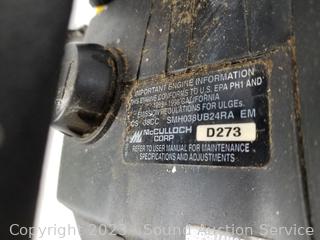 IMPORTANT ENGINE INFORMATION
THIS ENGINE CONFORMS TO U.S. EPA PH1 AND
1995-1998 CALIFORNIA
EMISSION REGULATIONS FOR ULGEs.
38CC SMH038UB24RA EM
McCULLOCH
CORP
D273
REFER TO USER MANUAL FOR MAINTENANCE
SPECIFICATIONS AND ADJUSTMENTS
Copyright 2023 Sound Auction Service